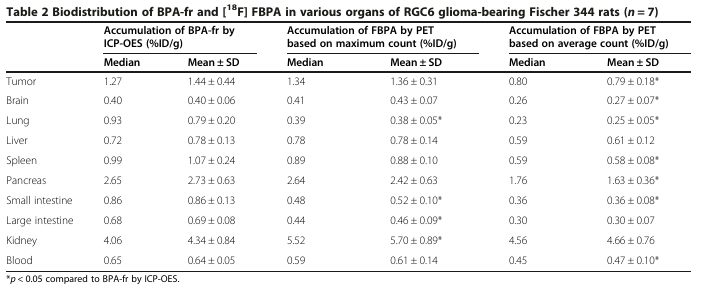 Table 2 Biodistribution of BPA-fr and [18F] FBPA in various organs of RGC6 glioma-bearing Fischer 344 rats (n = 7)
Accumulation of BPA-fr by ICP-OES (%ID/g) Accumulation of FBPA by PET based on maximum count (%ID/g) Accumulation of FBPA by PET based on average count (%ID/g)
Median Mean ± SD Median Mean ± SD Median Mean ± SD
Tumor 1.27 1.44 ± 0.44 1.34 1.36 ± 0.31 0.80 0.79 ± 0.18*
Brain 0.40 0.40 ± 0.06 0.41 0.43 ± 0.07 0.26 0.27 ± 0.07*
Lung 0.93 0.79 ± 0.20 0.39 0.38 ± 0.05* 0.23 0.25 ± 0.05*
Liver 0.72 0.78 ± 0.13 0.78 0.78 ± 0.14 0.59 0.61 ± 0.12
Spleen 0.99 1.07 ± 0.24 0.89 0.88 ± 0.10 0.59 0.58 ± 0.08*
Pancreas 2.65 2.73 ± 0.63 2.64 2.42 ± 0.63 1.76 1.63 ± 0.36*
Small intestine 0.86 0.86 ± 0.13 0.48 0.52 ± 0.10* 0.36 0.36 ± 0.08*
Large intestine 0.68 0.69 ± 0.08 0.44 0.46 ± 0.09* 0.30 0.30 ± 0.07
Kidney 4.06 4.34 ± 0.84 5.52 5.70 ± 0.89* 4.56 4.66 ± 0.76
Blood 0.65 0.64 ± 0.05 0.59 0.61 ± 0.14 0.45 0.47 ± 0.10*
*p < 0.05 compared to BPA-fr by ICP-OES.